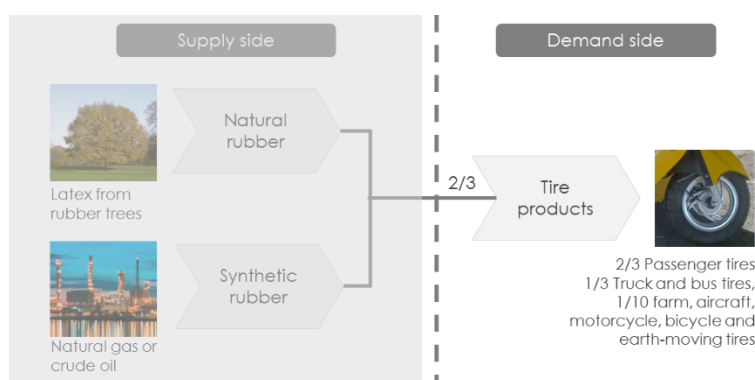 Supply side
Demand side
Latex from
rubber trees
Natural
rubber
Natural gas or
crude oil
Synthetic
rubber
2/3
Tire
products
2/3 Passenger tires
1/3 Truck and bus tires,
1/10 farm, aircraft,
motorcycle, bicycle and
earth-moving tires